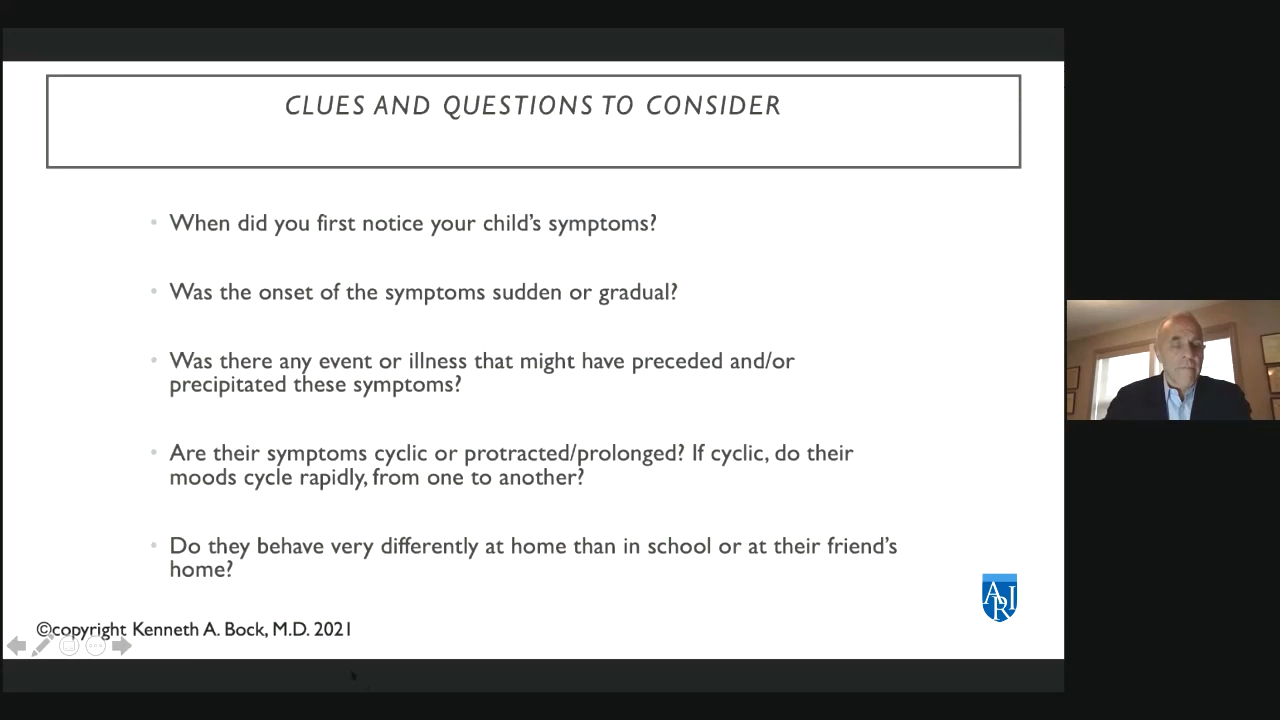 CLUES AND QUESTIONS TO CONSIDER
• When did you first notice your child's symptoms?
• Was the onset of the symptoms sudden or gradual?
• Was there any event or illness that might have preceded and/or
precipitated these symptoms?
• Are their symptoms cyclic or protracted/prolonged? If cyclic, do their
moods cycle rapidly, from one to another?
• Do they behave very differently at home than in school or at their friend's
home?
ARI
©copyright Kenneth A. Bock, M.D. 2021